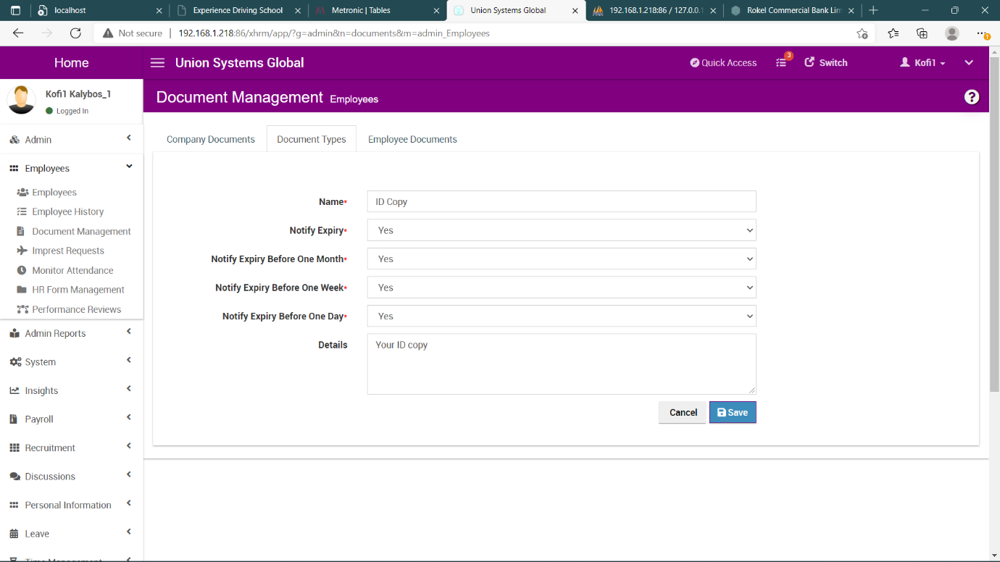 localhost
Experience Driving School
Metronic | Tables
Union Systems Global
192.168.1.218:86 / 127.0.0.1
Rokel Commercial Bank Lim
Not secure
192.168.1.218:86/xhrm/app/?g=admin&n=documents&m=admin_Employees
Home
Union Systems Global
Quick Access
3
Switch
Kofi1
Kofi1 Kalybos_1
Logged In
Document Management Employees
?
Admin
Employees
Employees
Employee History
Document Management
Imprest Requests
Monitor Attendance
HR Form Management
Performance Reviews
Admin Reports
System
Insights
Payroll
Recruitment
Discussions
Personal Information
Leave
Time Management
Company Documents
Document Types
Employee Documents
Name* ID Copy
Notify Expiry* Yes
Notify Expiry Before One Month* Yes
Notify Expiry Before One Week* Yes
Notify Expiry Before One Day* Yes
Details Your ID copy
Cancel
Save